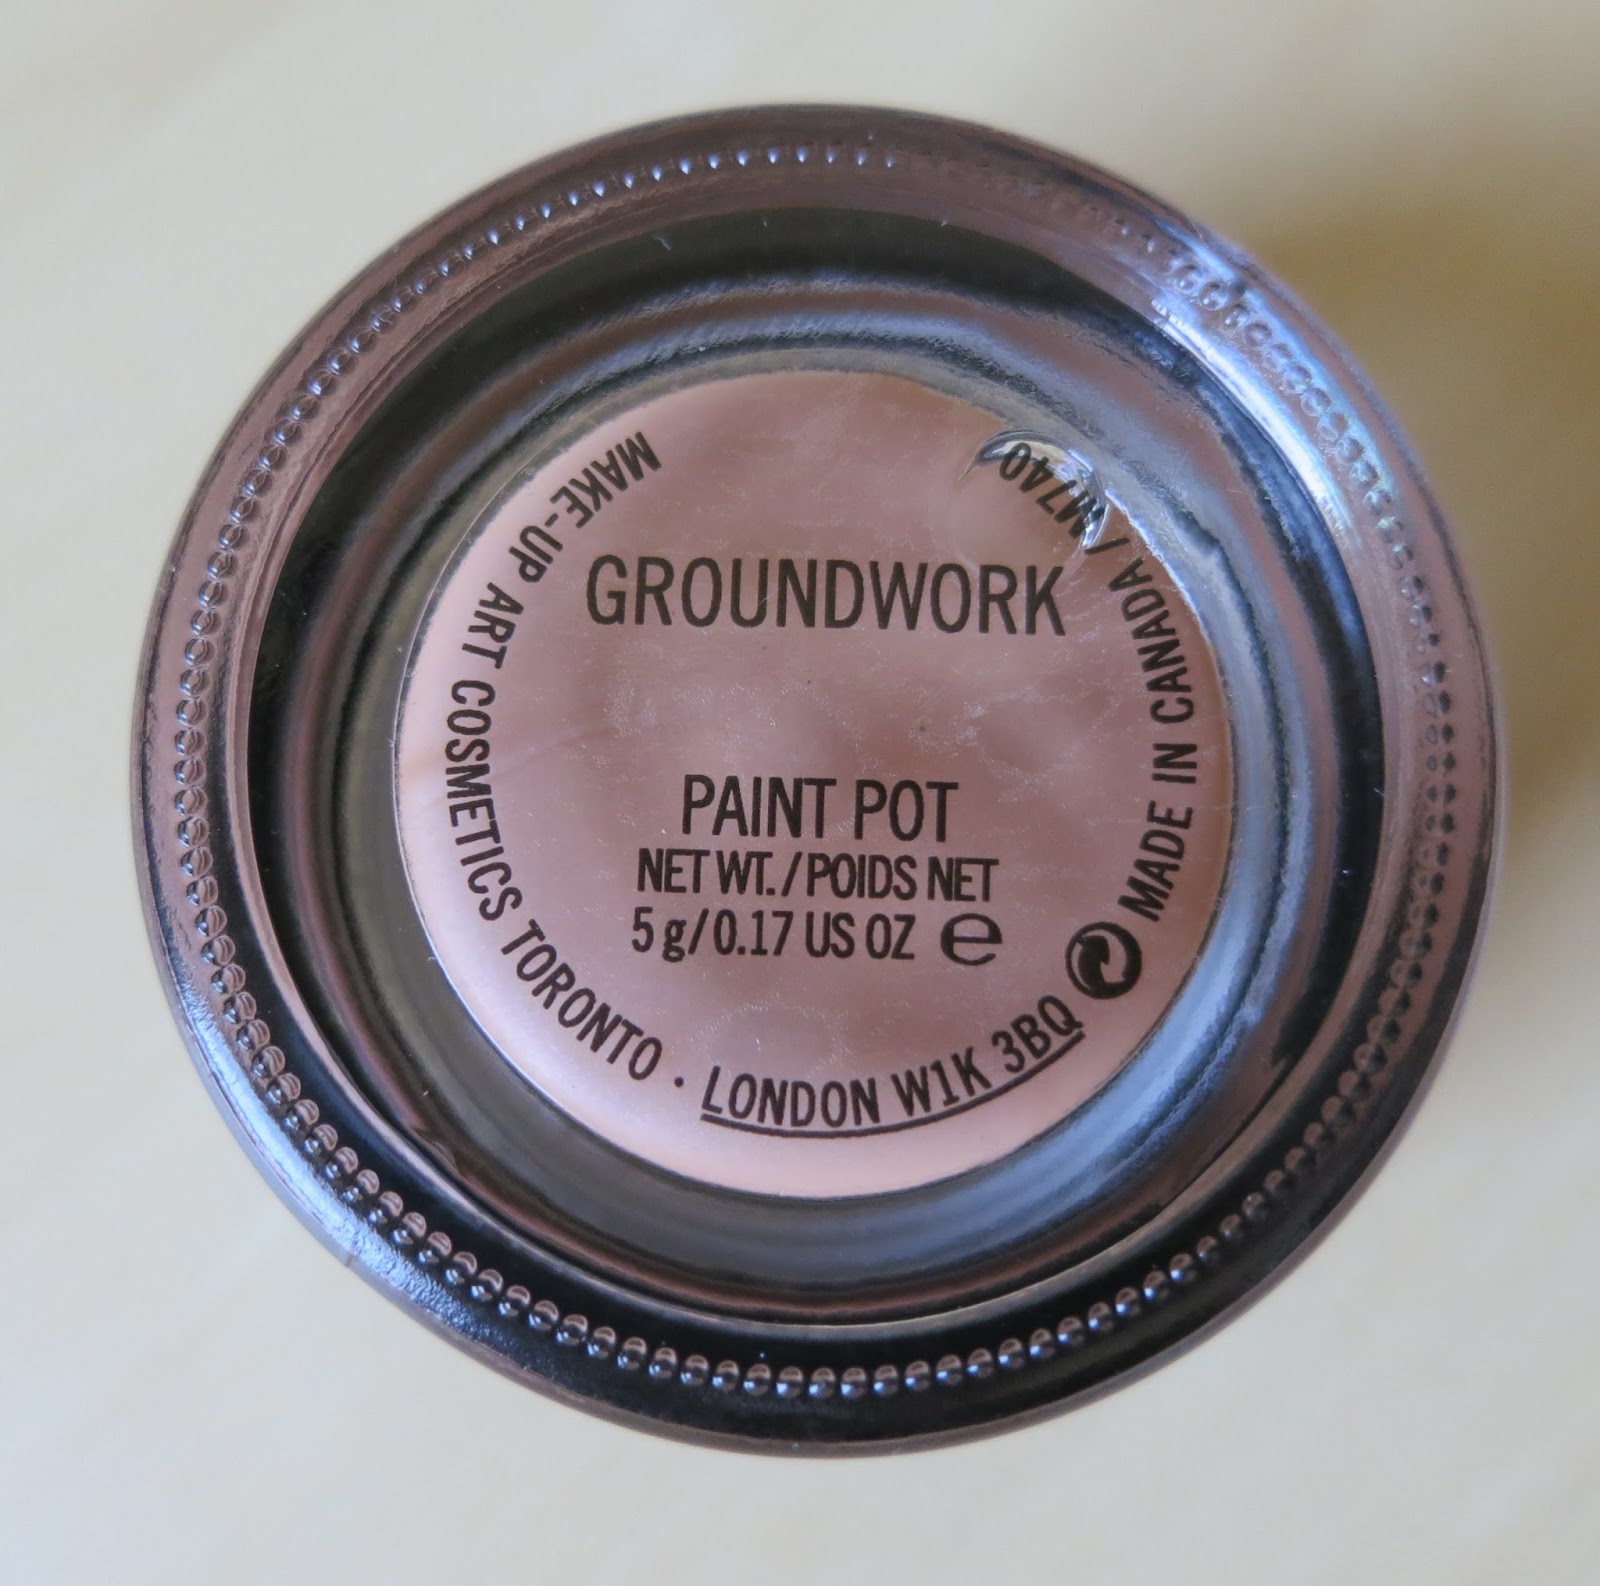 GROUNDWORK
PAINT POT
NET WT./POIDS NET
5 g/0.17 US OZ e
MAKE-UP ART COSMETICS TORONTO · LONDON W1K 3BQ
MADE IN CANADA / M7740